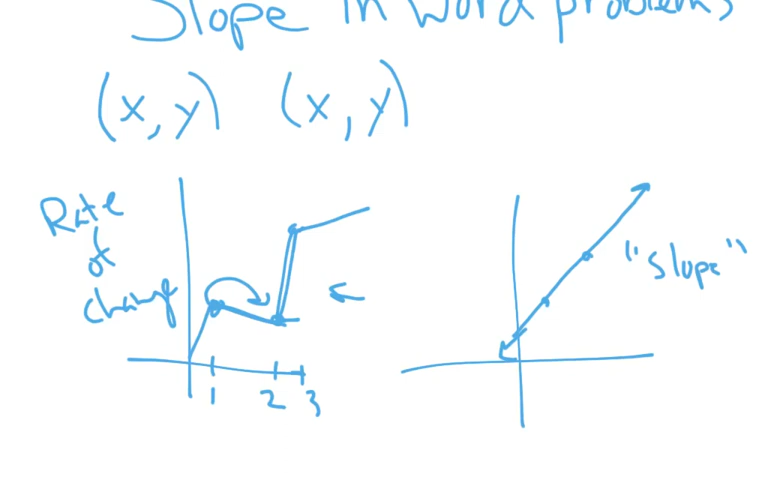 Slope in word problems
(x, y) (x, y)
Rate
of
change
"Slope"
1 2 3